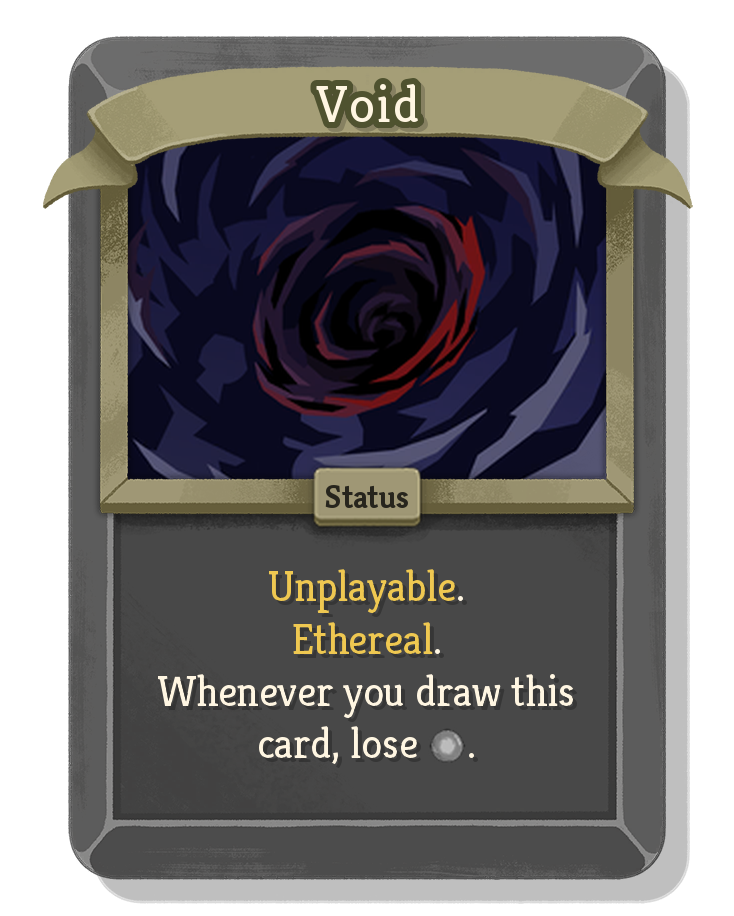 Void
Status
Unplayable.
Ethereal.
Whenever you draw this
card, lose .